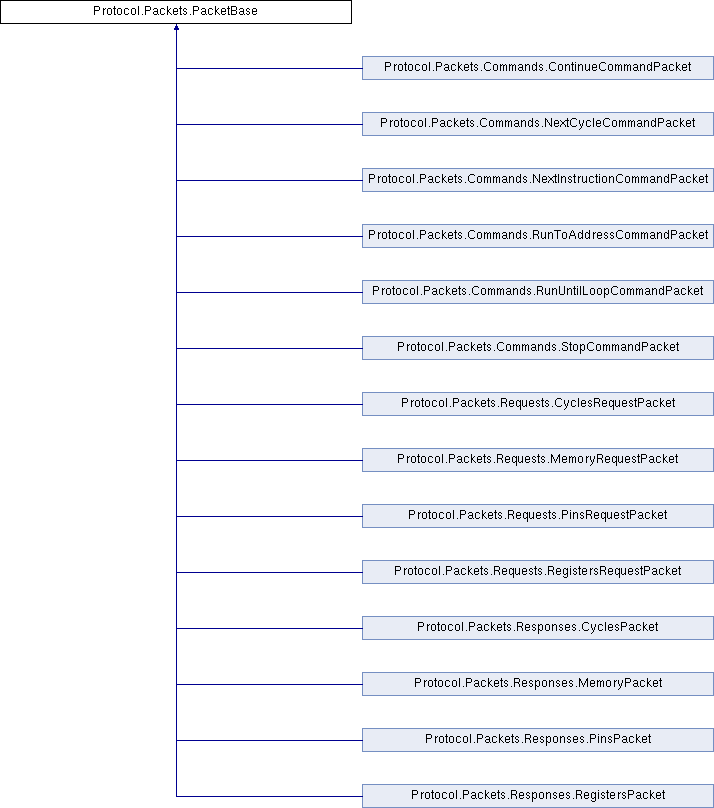 Protocol.Packets.PacketBase
Protocol.Packets.Commands.ContinueCommandPacket
Protocol.Packets.Commands.NextCycleCommandPacket
Protocol.Packets.Commands.NextInstructionCommandPacket
Protocol.Packets.Commands.RunToAddressCommandPacket
Protocol.Packets.Commands.RunUntilLoopCommandPacket
Protocol.Packets.Commands.StopCommandPacket
Protocol.Packets.Requests.CyclesRequestPacket
Protocol.Packets.Requests.MemoryRequestPacket
Protocol.Packets.Requests.PinsRequestPacket
Protocol.Packets.Requests.RegistersRequestPacket
Protocol.Packets.Responses.CyclesPacket
Protocol.Packets.Responses.MemoryPacket
Protocol.Packets.Responses.PinsPacket
Protocol.Packets.Responses.RegistersPacket